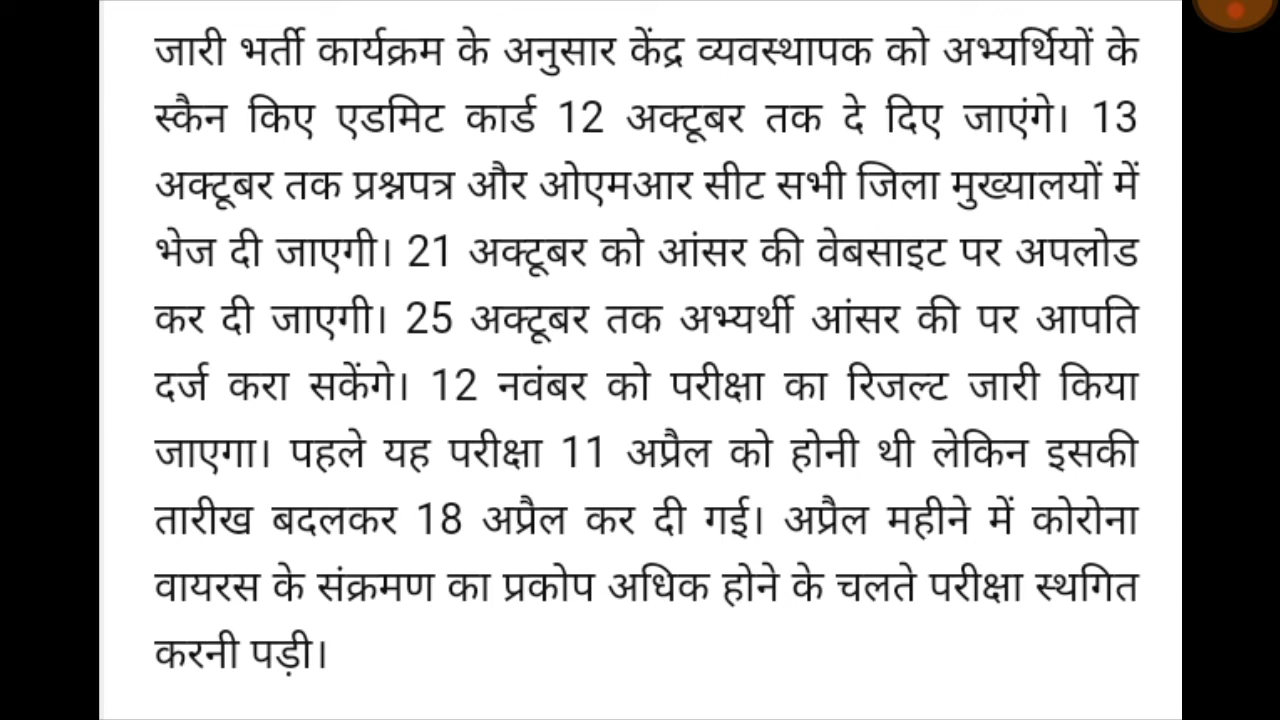 जारी भर्ती कार्यक्रम के अनुसार केंद्र व्यवस्थापक को अभ्यर्थियों के
स्कैन किए एडमिट कार्ड 12 अक्टूबर तक दे दिए जाएंगे। 13
अक्टूबर तक प्रश्नपत्र और ओएमआर सीट सभी जिला मुख्यालयों में
भेज दी जाएगी। 21 अक्टूबर को आंसर की वेबसाइट पर अपलोड
कर दी जाएगी। 25 अक्टूबर तक अभ्यर्थी आंसर की पर आपति
दर्ज करा सकेंगे। 12 नवंबर को परीक्षा का रिजल्ट जारी किया
जाएगा। पहले यह परीक्षा 11 अप्रैल को होनी थी लेकिन इसकी
तारीख बदलकर 18 अप्रैल कर दी गई। अप्रैल महीने में कोरोना
वायरस के संक्रमण का प्रकोप अधिक होने के चलते परीक्षा स्थगित
करनी पड़ी।